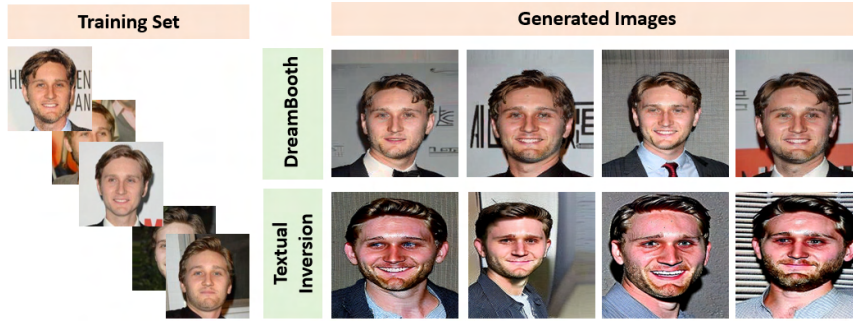 Training Set
Generated Images
DreamBooth
Textual
Inversion